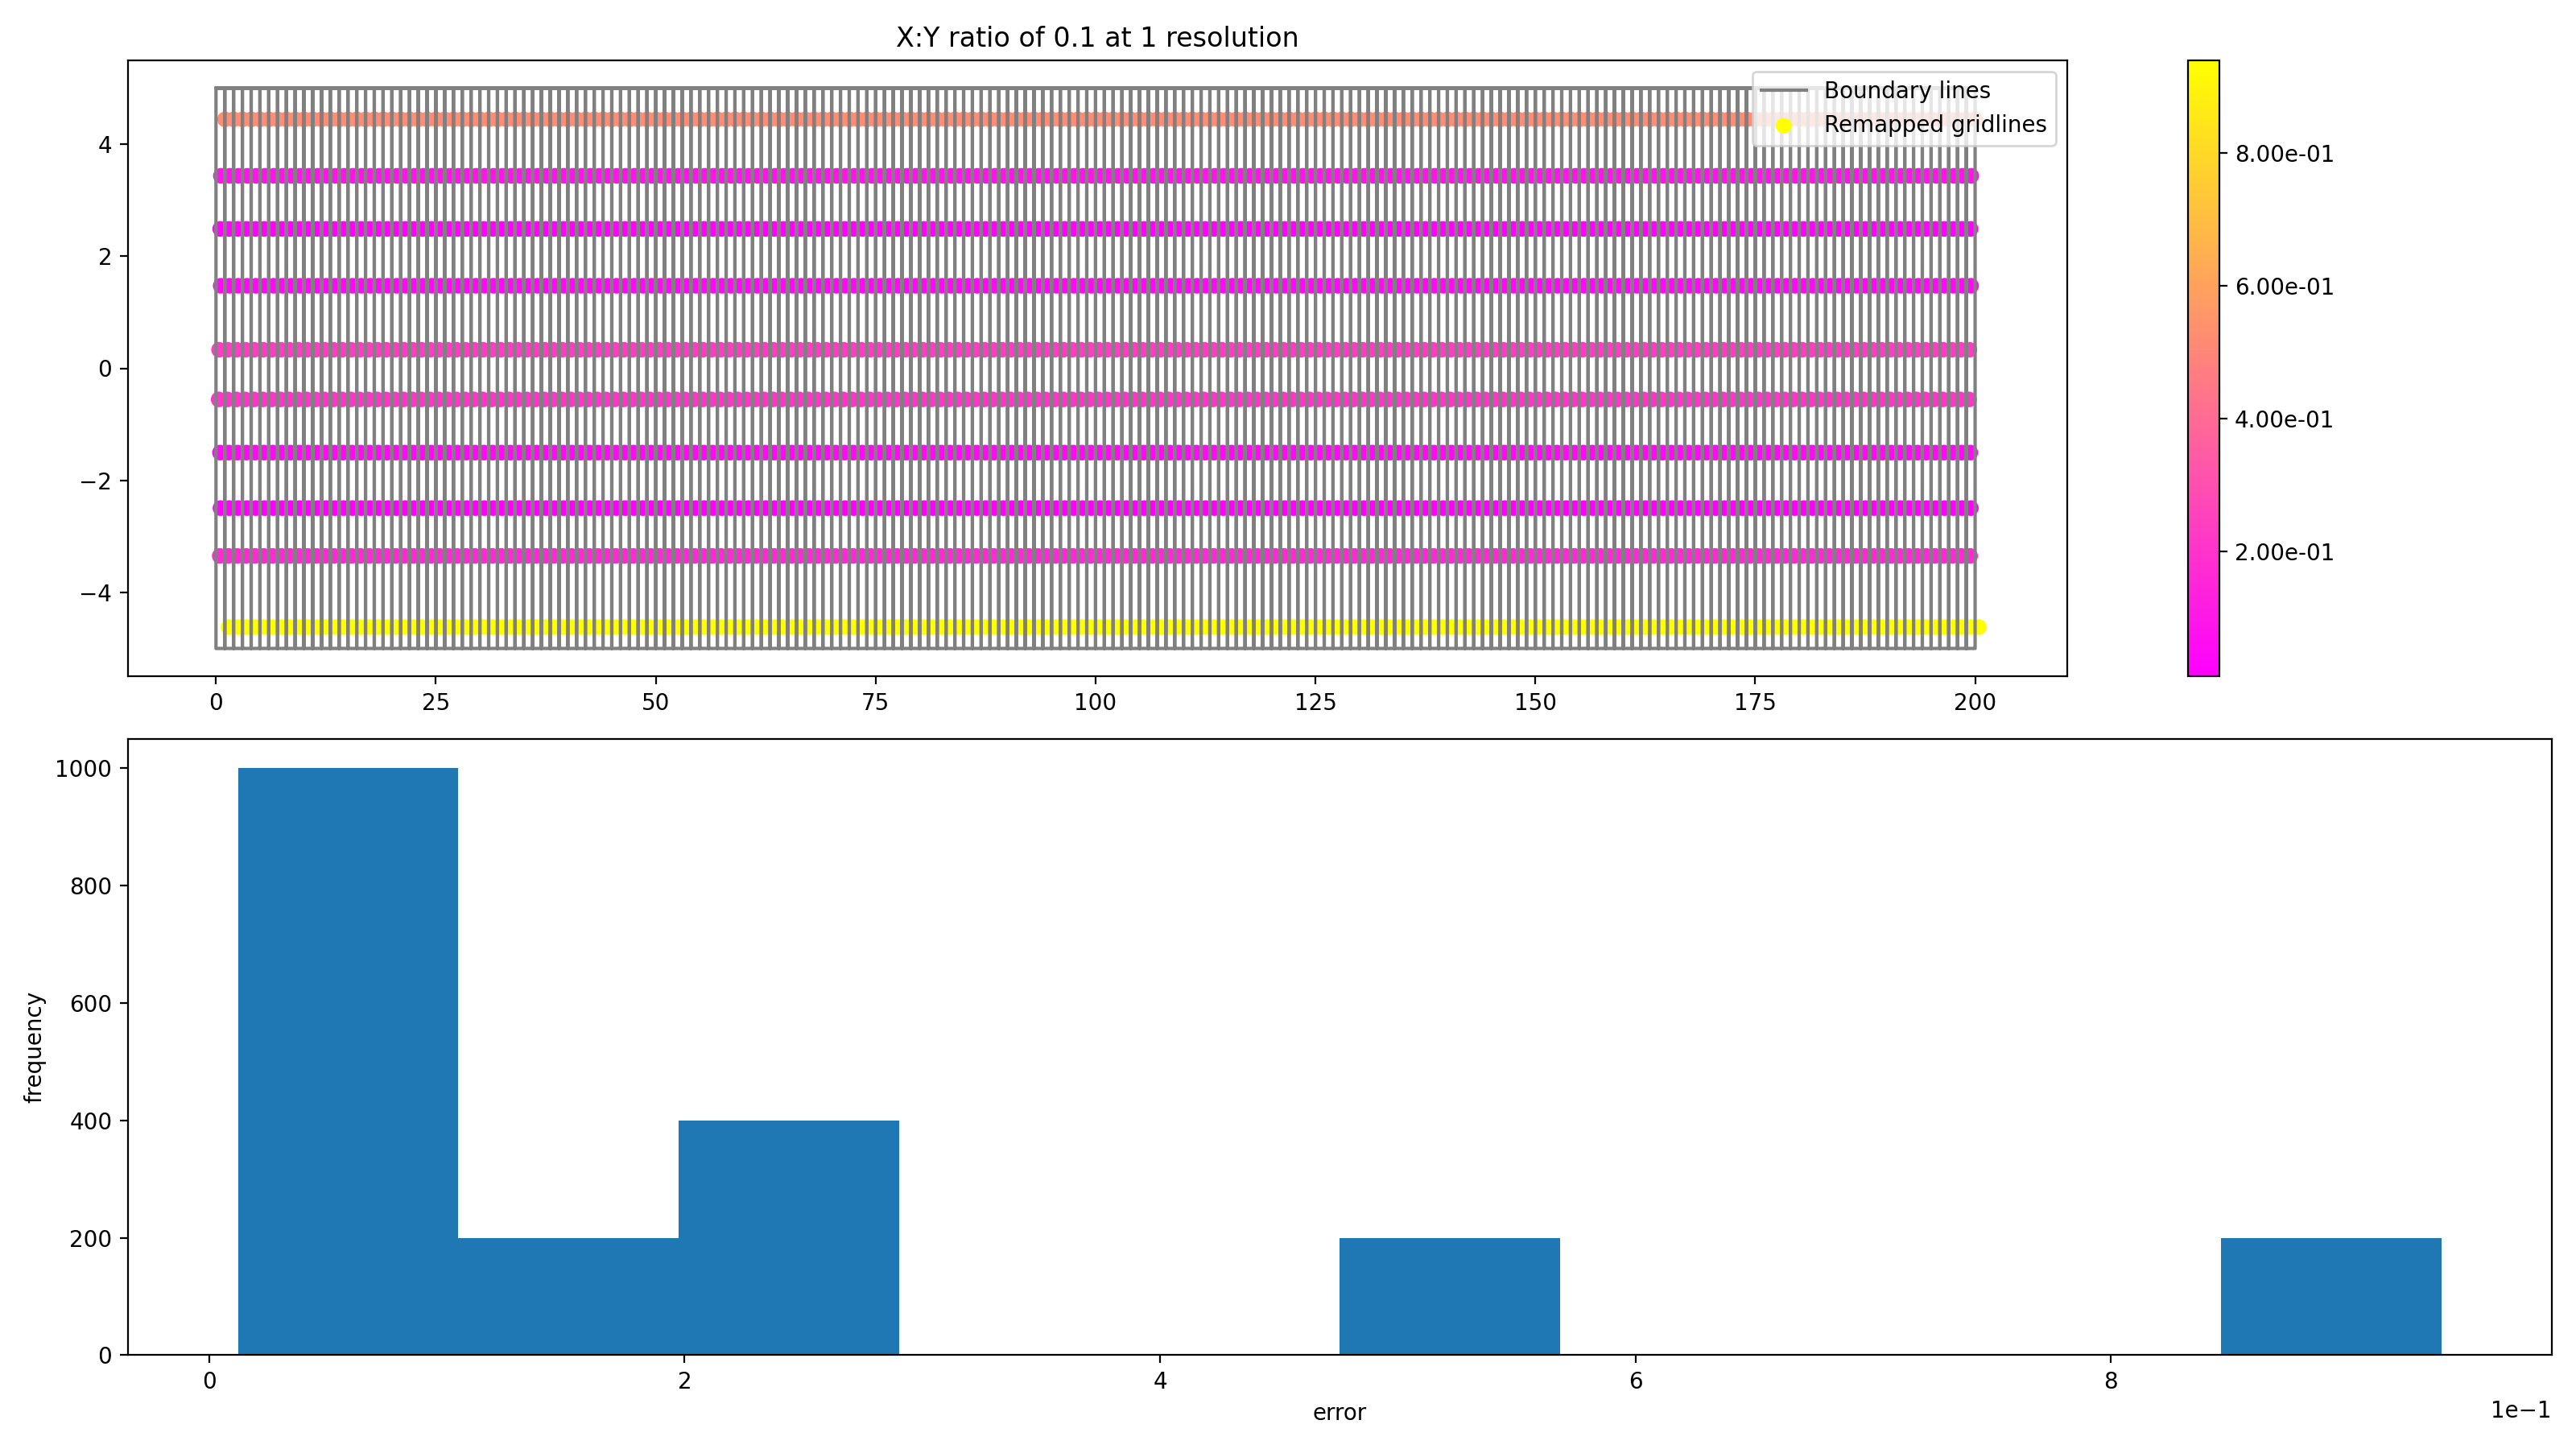 X:Y ratio of 0.1 at 1 resolution
Boundary lines
Remapped gridlines
4
2
0
−2
−4
0 25 50 75 100 125 150 175 200
8.00e-01
6.00e-01
4.00e-01
2.00e-01
1000
800
600
400
200
0
frequency
0 2 4 6 8
error
1e−1